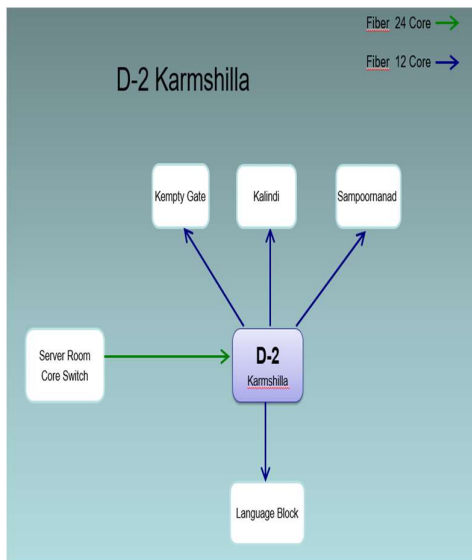 Fiber 24 Core
Fiber 12 Core
D-2 Karmshilla
Kempty Gate
Kalindi
Sampoornanad
Server Room
Core Switch
D-2
Karmshilla
Language Block